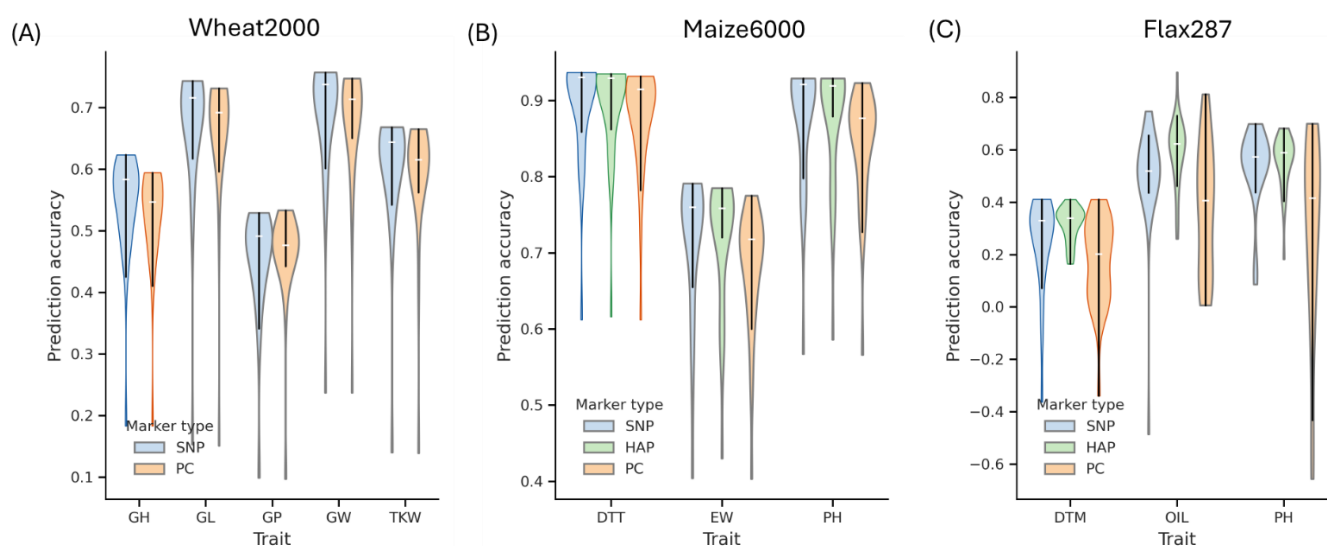 (A)
Wheat2000
Prediction accuracy
0.7
0.6
0.5
0.4
0.3
0.2
0.1
Marker type
SNP
PC
GH GL GP GW TKW
Trait
(B)
Maize6000
Prediction accuracy
0.9
0.8
0.7
0.6
0.5
0.4
Marker type
SNP
HAP
PC
DTT EW PH
Trait
(C)
Flax287
Prediction accuracy
0.8
0.6
0.4
0.2
0.0
−0.2
−0.4
−0.6
Marker type
SNP
HAP
PC
DTM OIL PH
Trait